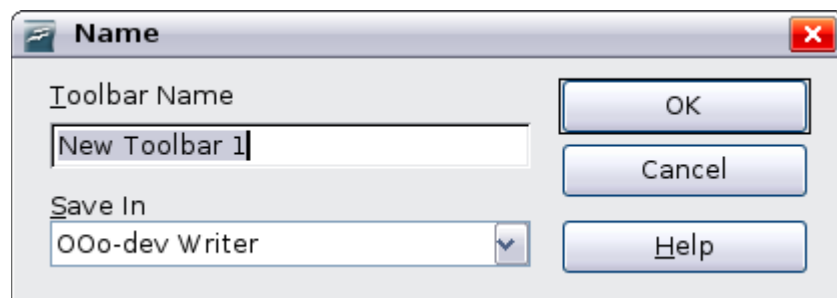 Name
Toolbar Name
New Toolbar 1
Save In
OOo-dev Writer
OK
Cancel
Help